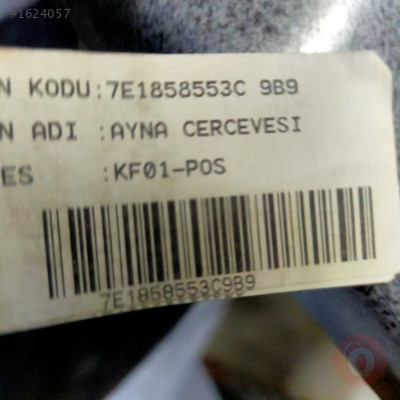 #1624057
N KODU:7E1858553C 9B9
N ADI :AYNA CERCEVESI
ES :KF01-POS
7E1858553C9B9